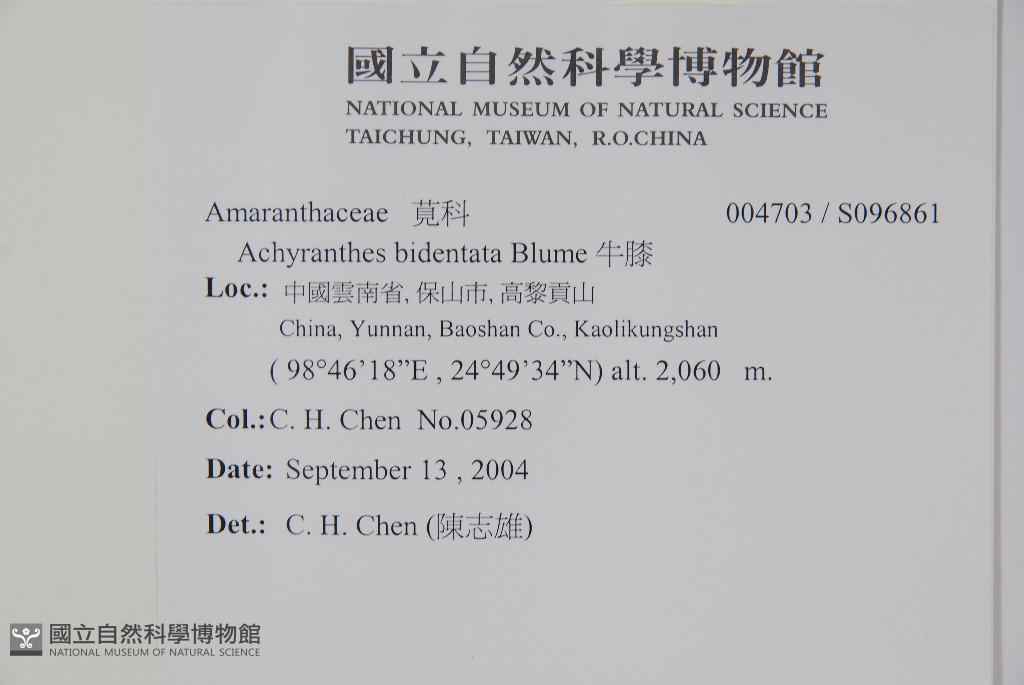 國立自然科學博物館
NATIONAL MUSEUM OF NATURAL SCIENCE
TAICHUNG, TAIWAN, R.O.CHINA
Amaranthaceae 莧科 004703 / S096861
Achyranthes bidentata Blume 牛膝
Loc.: 中國雲南省, 保山市, 高黎貢山
China, Yunnan, Baoshan Co., Kaolikungshan
( 98°46’18”E , 24°49’34”N) alt. 2,060 m.
Col.: C. H. Chen No.05928
Date: September 13 , 2004
Det.: C. H. Chen (陳志雄)
國立自然科學博物館
NATIONAL MUSEUM OF NATURAL SCIENCE